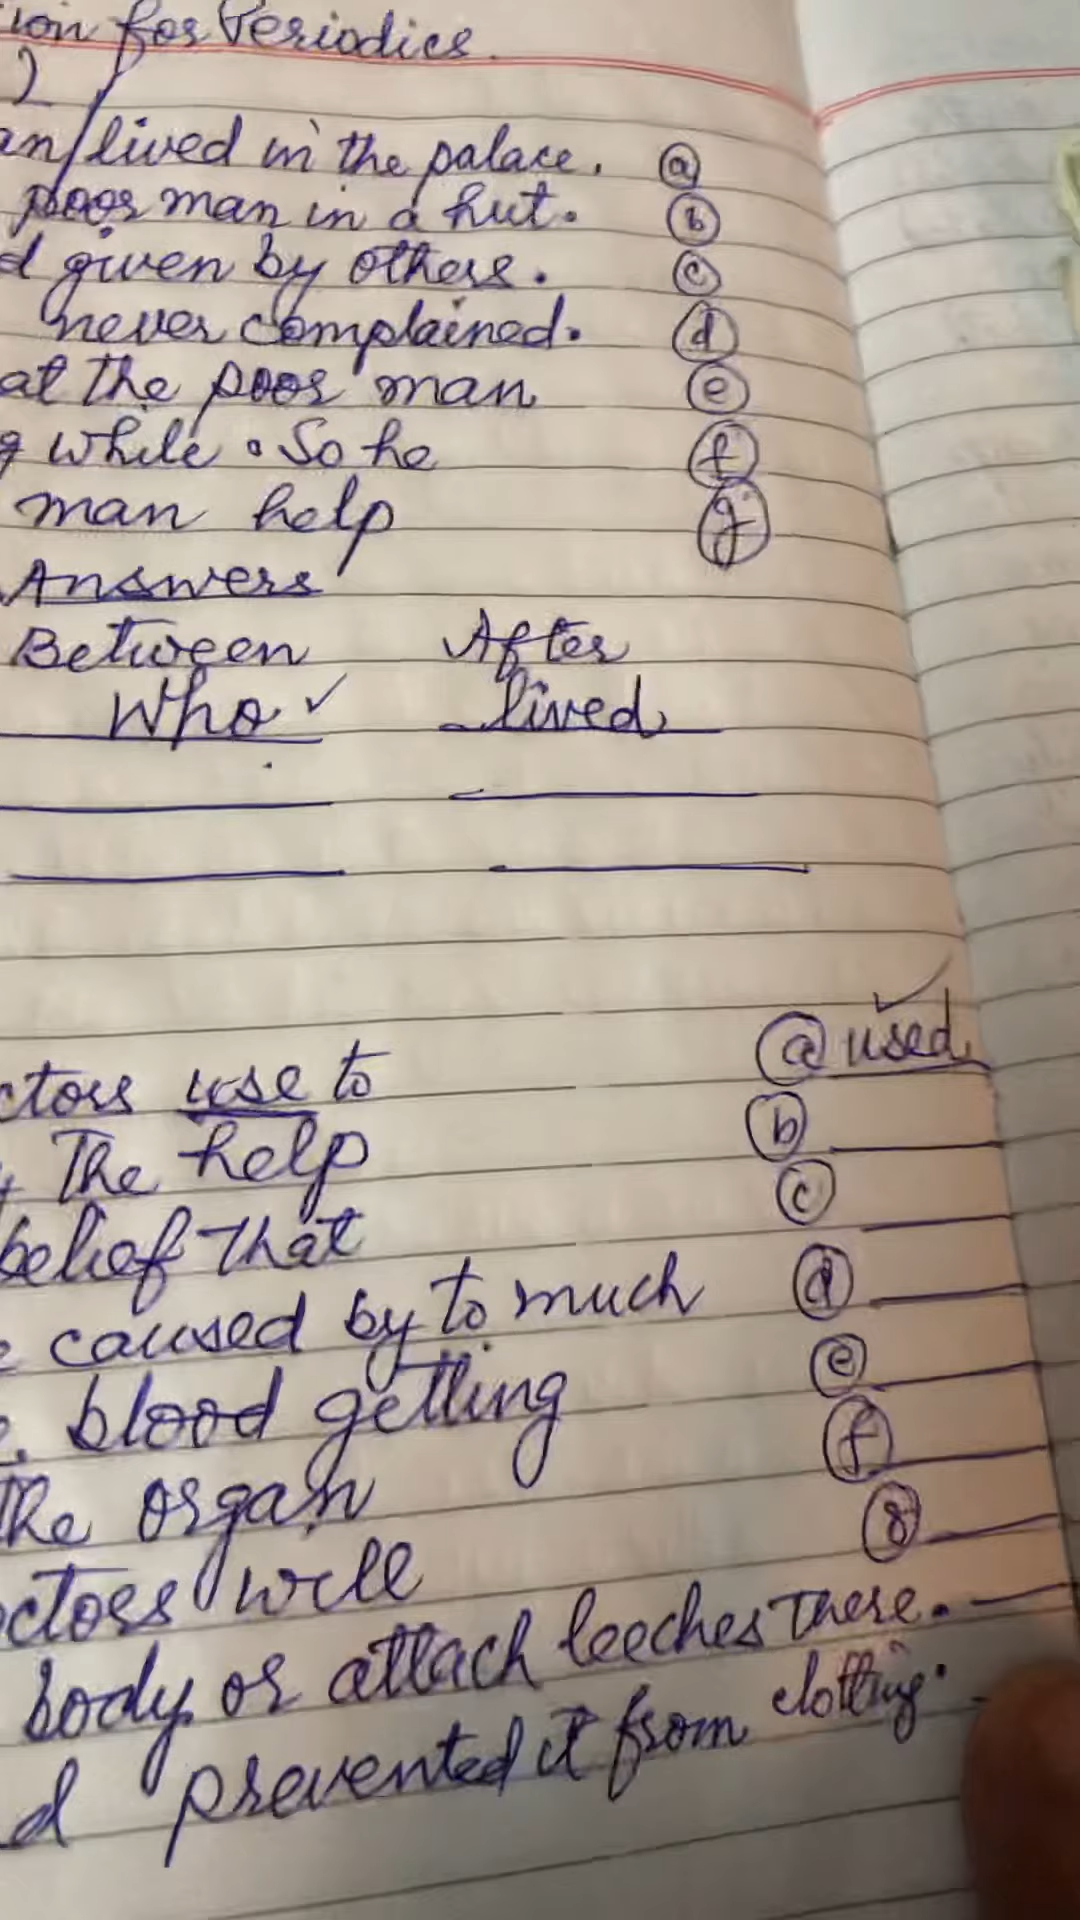 ion for Periodics.
2)
an/lived in the palace. (a)
poor man in a hut. (b)
d given by others. (c)
never complained. (d)
at the poor man (e)
g while. So he (f)
man help (g)
Answers
Between After
Who ✓ lived
✓
ctors use to (a) used
The help (b)
belief that (c)
e caused by to much (d)
blood getting (e)
the organ (f)
ctors will (g)
body or attach leeches there.
d prevented it from clotting.